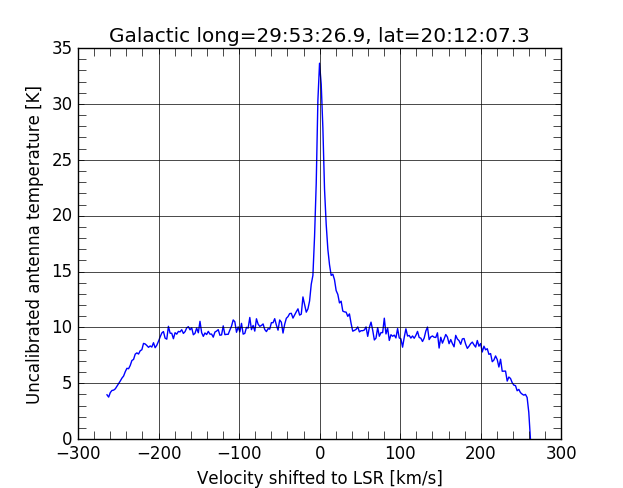 Galactic long=29:53:26.9, lat=20:12:07.3
35
30
25
20
15
10
5
0
Uncalibrated antenna temperature [K]
−300 −200 −100 0 100 200 300
Velocity shifted to LSR [km/s]